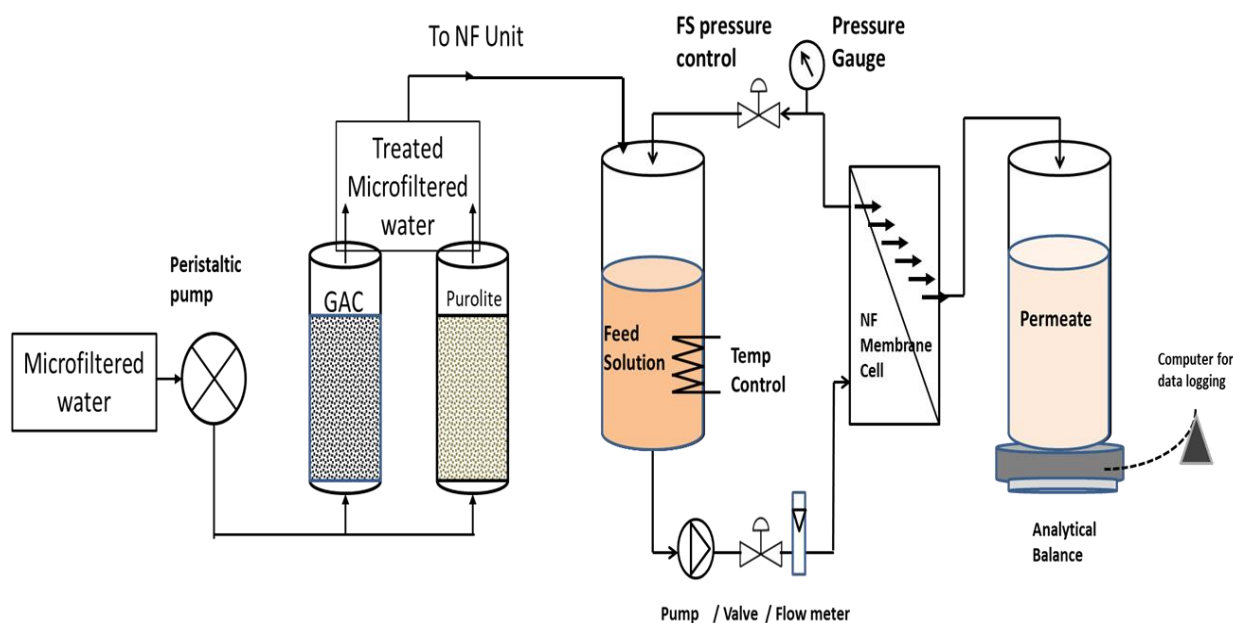 To NF Unit
FS pressure
control
Pressure
Gauge
Treated
Microfiltered
water
Peristaltic
pump
GAC
Purolite
Microfiltered
water
Feed
Solution
Temp
Control
NF
Membrane
Cell
Permeate
Computer for
data logging
Analytical
Balance
Pump / Valve / Flow meter